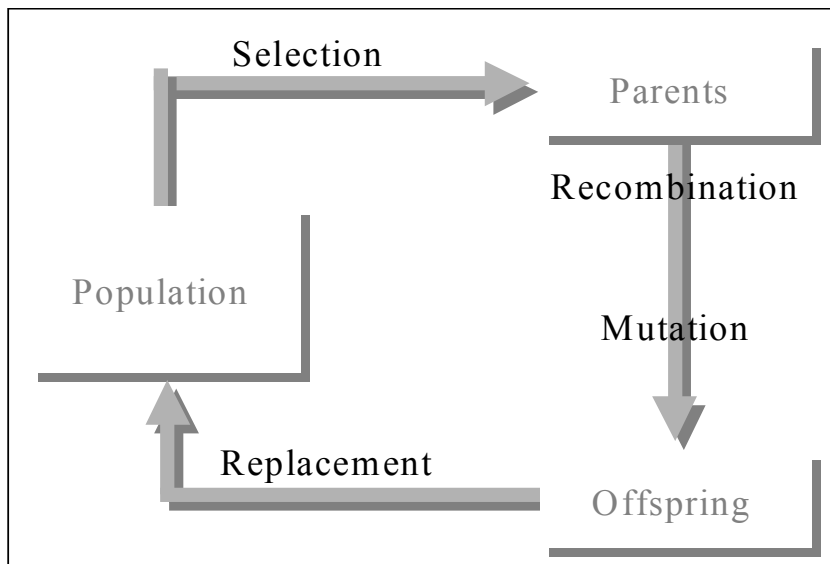 Selection
Parents
Recombination
Population
Mutation
Replacement
Offspring